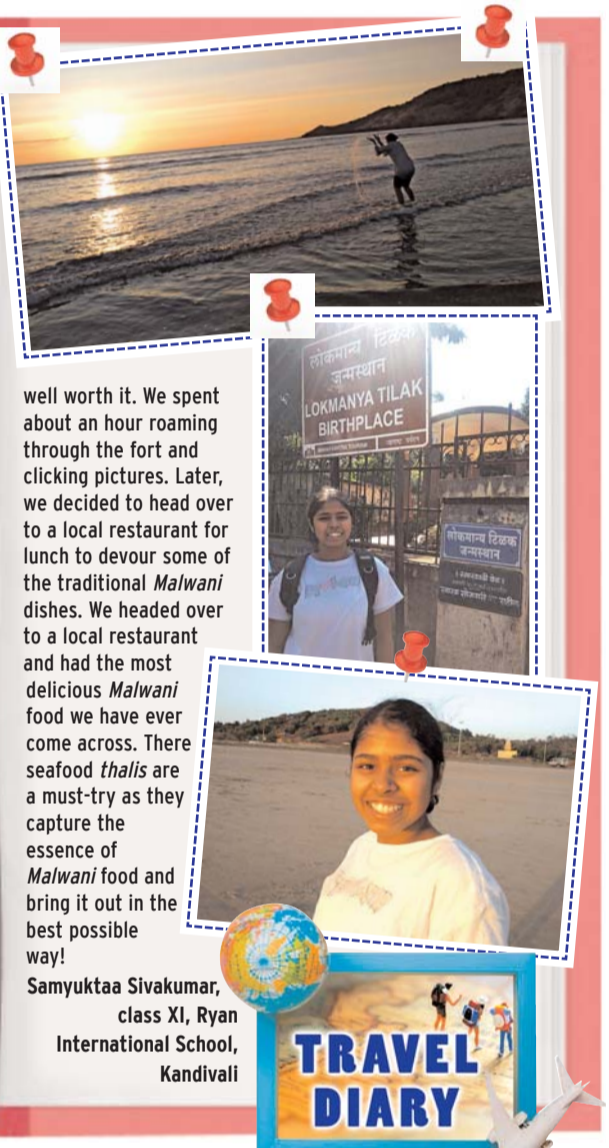 लोकमान्य टिळक
जन्मस्थान
LOKMANYA TILAK
BIRTHPLACE
लोकमान्य टिळक
जन्मस्थान
well worth it. We spent
about an hour roaming
through the fort and
clicking pictures. Later,
we decided to head over
to a local restaurant for
lunch to devour some of
the traditional Malwani
dishes. We headed over
to a local restaurant
and had the most
delicious Malwani
food we have ever
come across. There
seafood thalis are
a must-try as they
capture the
essence of
Malwani food and
bring it out in the
best possible
way!
Samyuktaa Sivakumar,
class XI, Ryan
International School,
Kandivali
TRAVEL
DIARY